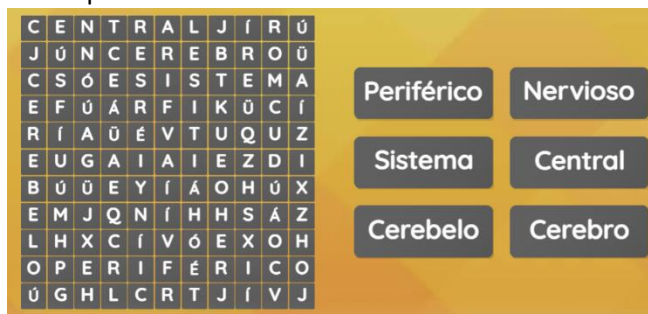 C E N T R A L J Í R Ú
J Ú N C E R E B R O Ü
C S Ó E S I S T E M A
E F Ú Á R F I K Ü C Í
R Í A Ü É V T U Q U Z
E U G A I A I E Z D I
B Ú Ü E Y Í Á O H Ú X
E M J Q N Í H H S Á Z
L H X C Í V Ó E X O H
O P E R I F É R I C O
Ú G H L C R T J Í V J
Periférico Nervioso
Sistema Central
Cerebelo Cerebro